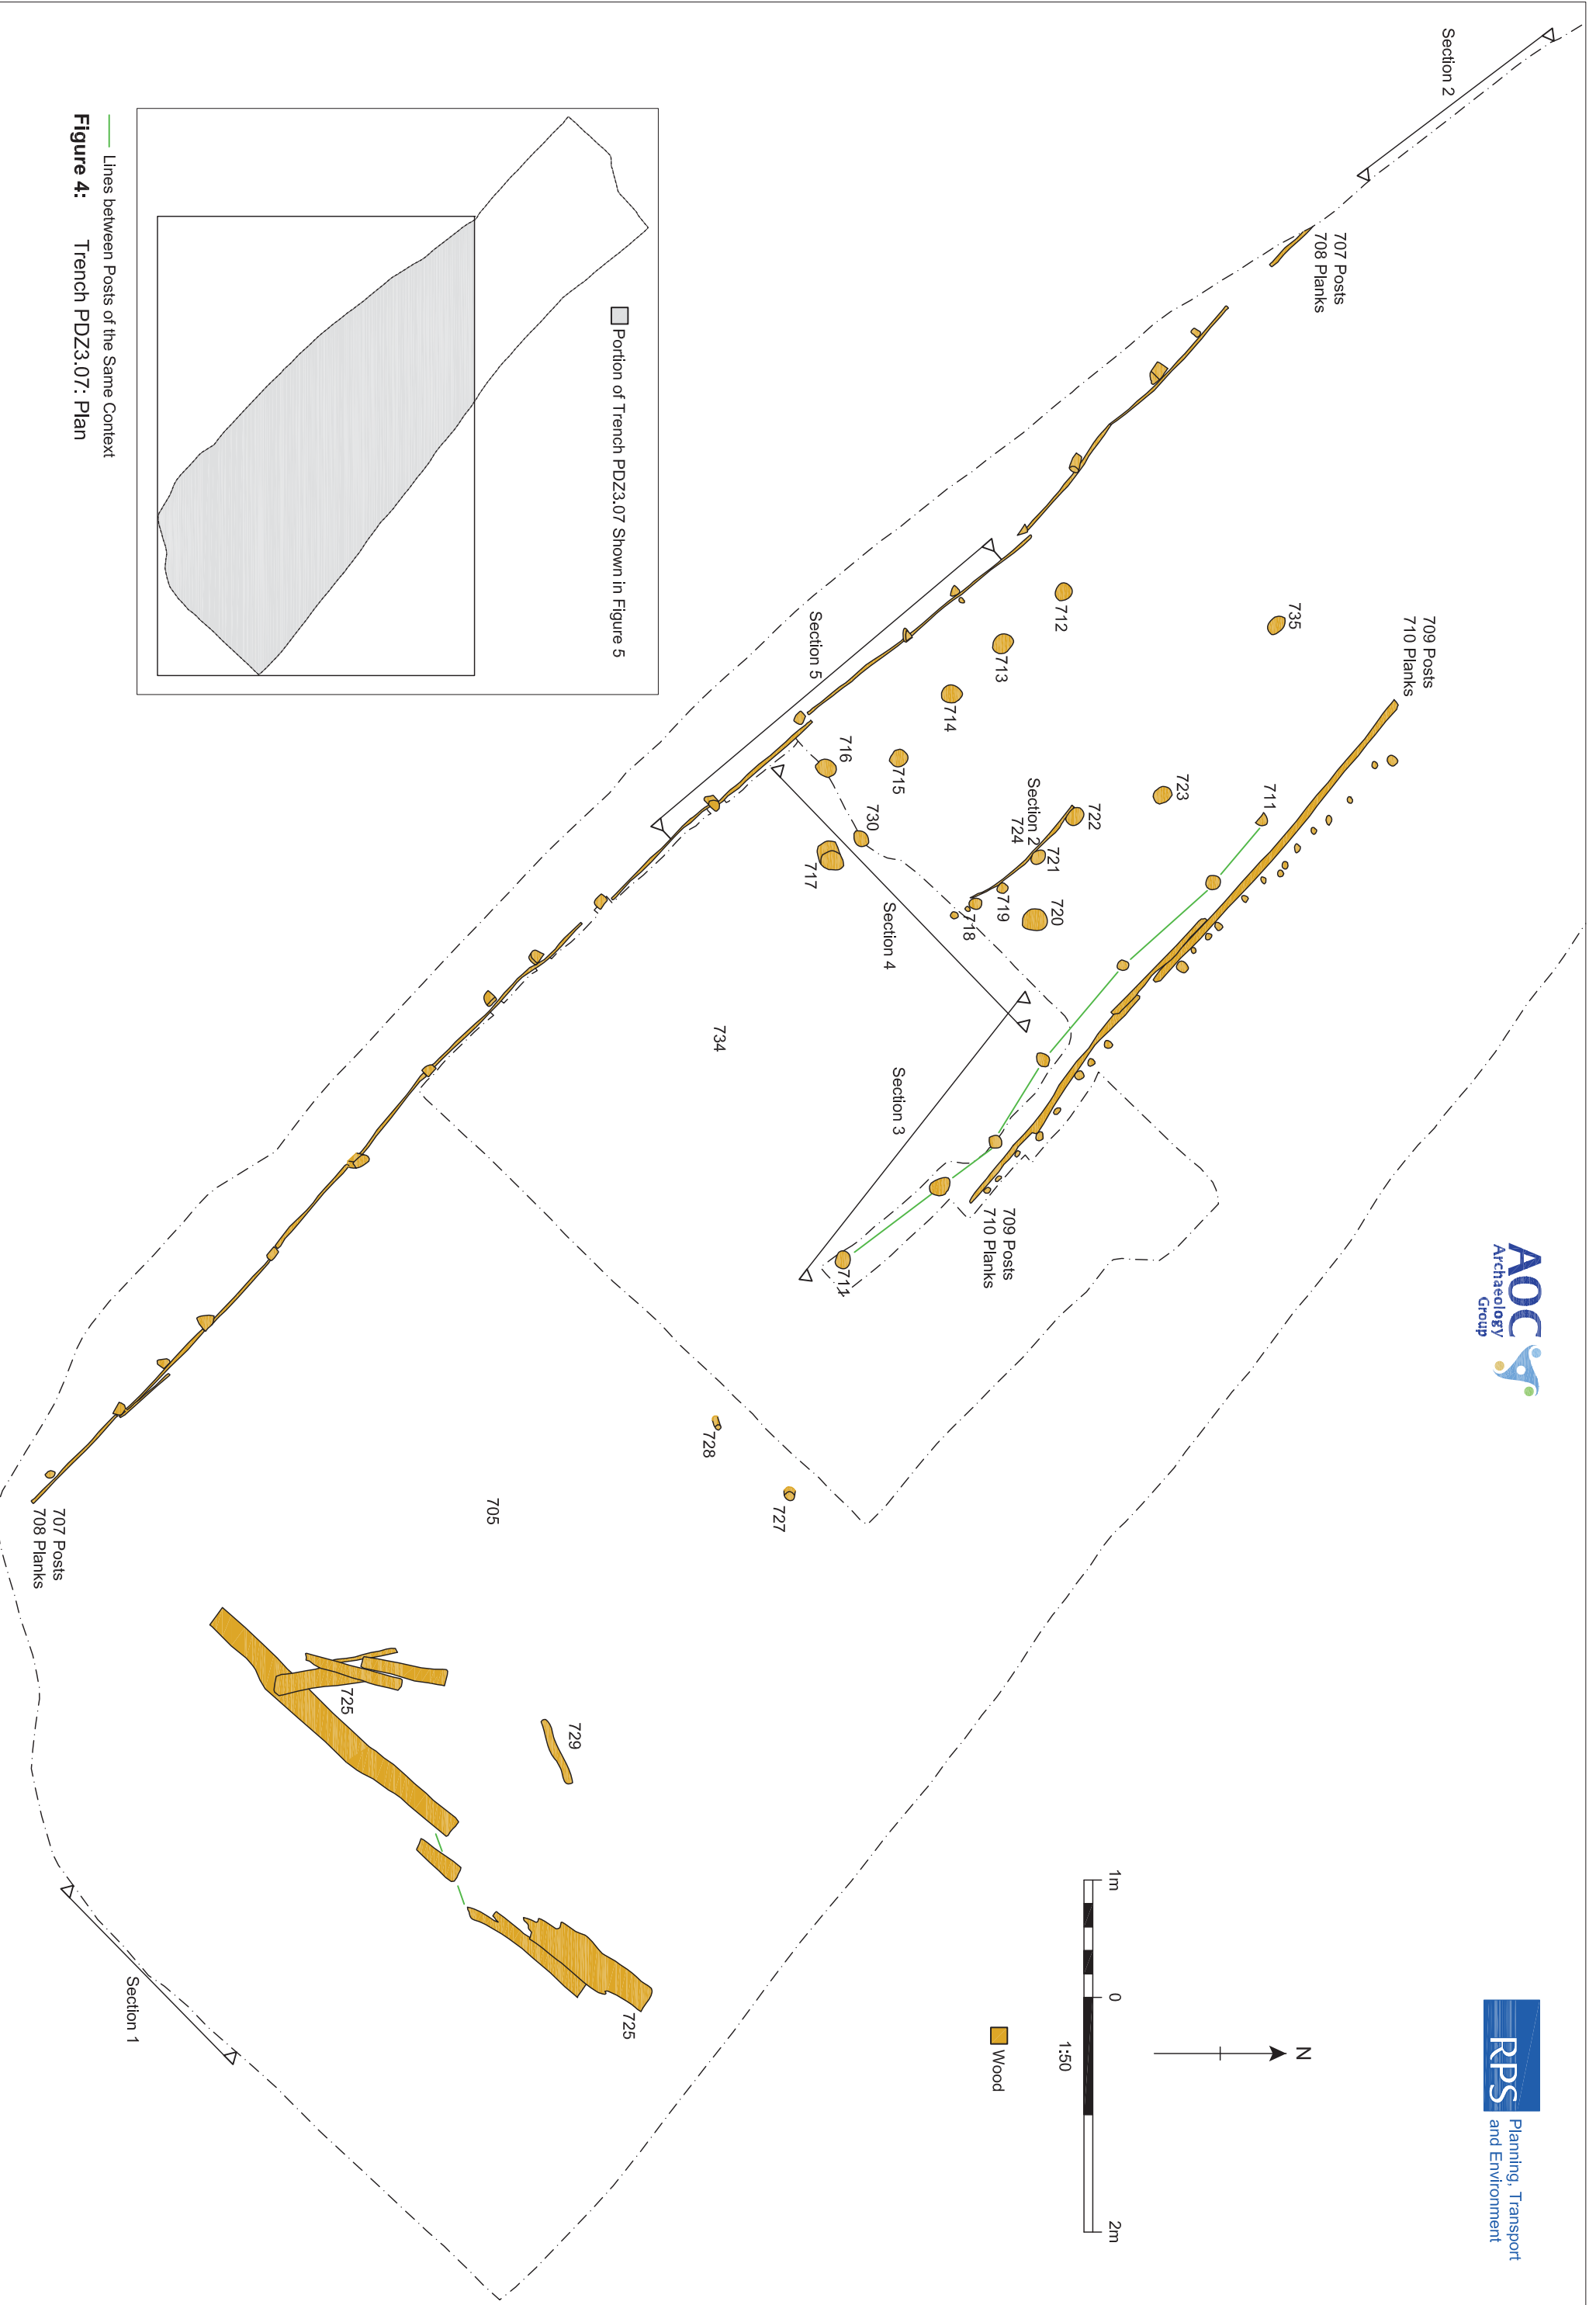 AOC
Archaeology
Group
RPS
Planning, Transport
and Environment
Section 2
707 Posts
708 Planks
709 Posts
710 Planks
735
711
712
713
714
715
716
717
723
722
Section 2
724
721
720
719
718
730
Section 5
Section 4
Section 3
734
709 Posts
710 Planks
711
728
727
705
707 Posts
708 Planks
725
729
725
Section 1
N
1m
0
2m
1:50
Wood
Portion of Trench PDZ3.07 Shown in Figure 5
Lines between Posts of the Same Context
Figure 4: Trench PDZ3.07: Plan